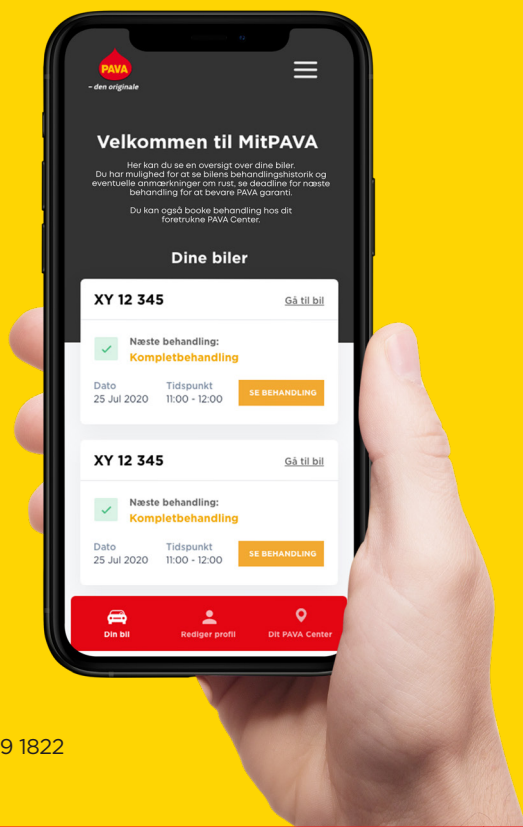 PAVA
- den originale
Velkommen til MitPAVA
Her kan du se en oversigt over dine biler.
Du har mulighed for at se bilens behandlingshistorik og
eventuelle anmærkninger om rust, se deadline for næste
behandling for at bevare PAVA garanti.
Du kan også booke behandling hos dit
foretrukne PAVA Center.
Dine biler
XY 12 345 Gå til bil
Næste behandling:
Kompletbehandling
Dato Tidspunkt
25 Jul 2020 11:00 - 12:00 SE BEHANDLING
XY 12 345 Gå til bil
Næste behandling:
Kompletbehandling
Dato Tidspunkt
25 Jul 2020 11:00 - 12:00 SE BEHANDLING
Din bil Rediger profil Dit PAVA Center
9 1822